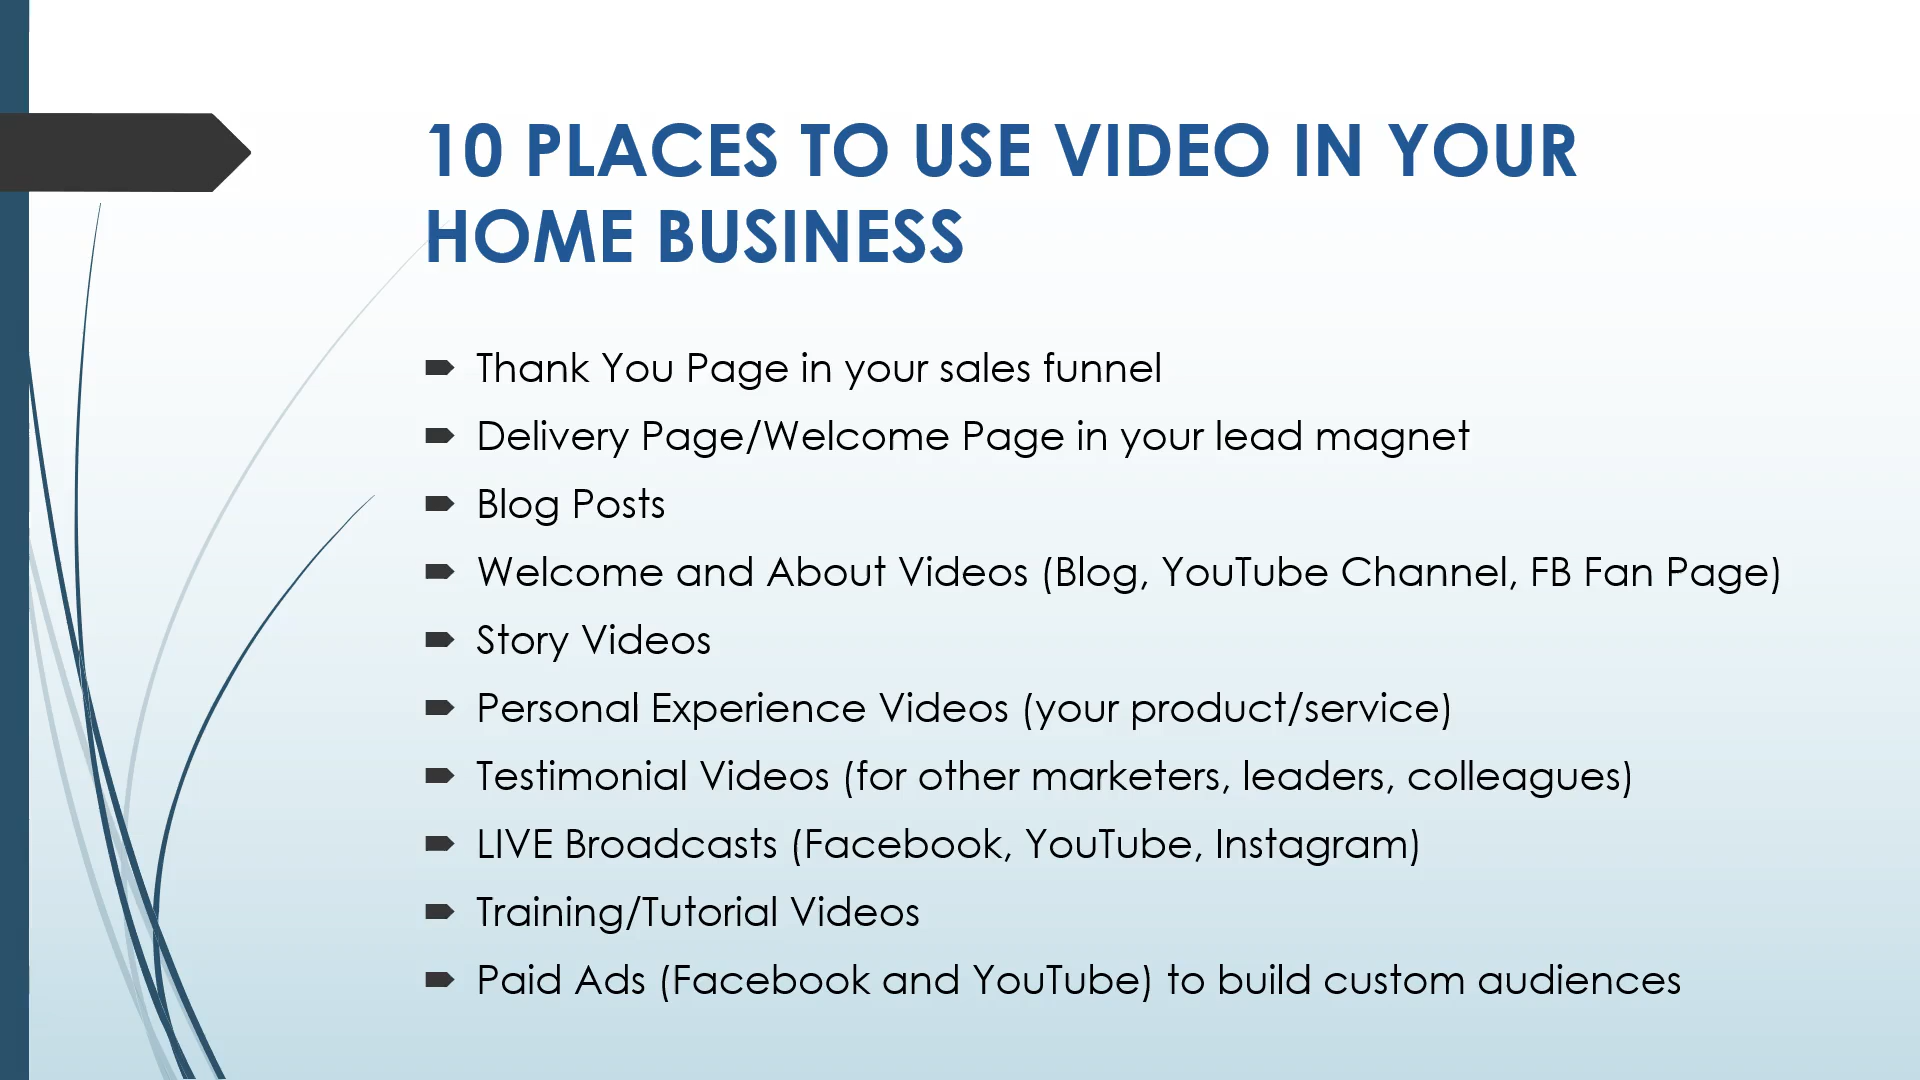 10 PLACES TO USE VIDEO IN YOUR
HOME BUSINESS
Thank You Page in your sales funnel
Delivery Page/Welcome Page in your lead magnet
Blog Posts
Welcome and About Videos (Blog, YouTube Channel, FB Fan Page)
Story Videos
Personal Experience Videos (your product/service)
Testimonial Videos (for other marketers, leaders, colleagues)
LIVE Broadcasts (Facebook, YouTube, Instagram)
Training/Tutorial Videos
Paid Ads (Facebook and YouTube) to build custom audiences